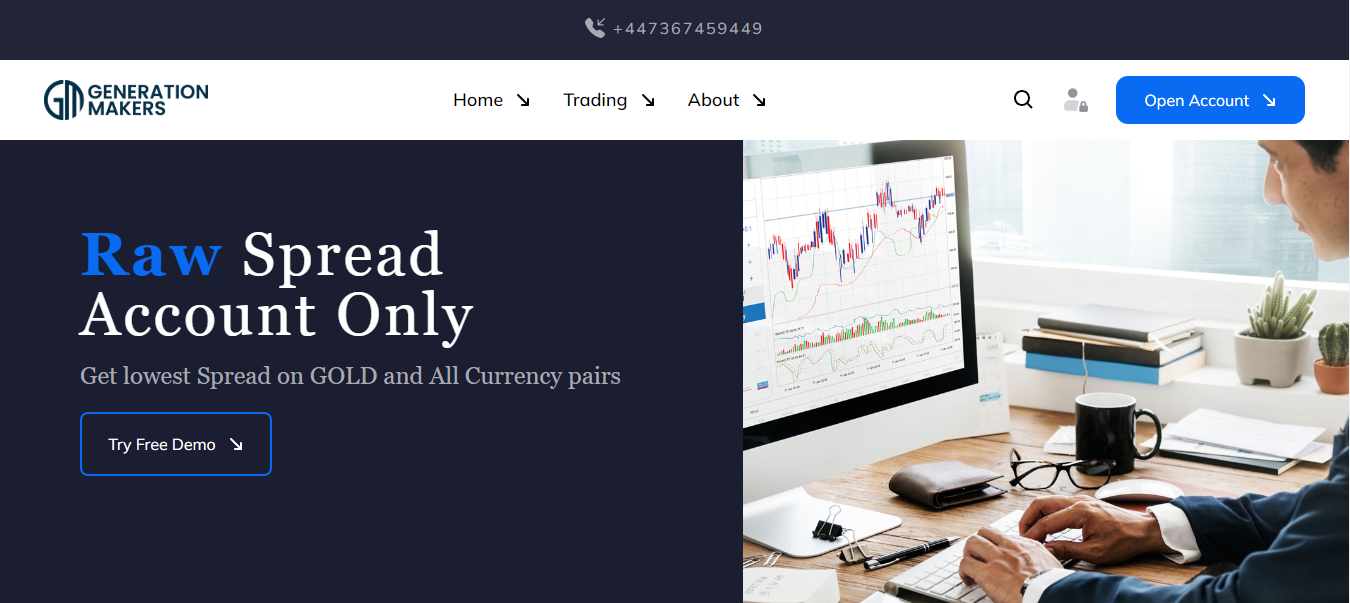 +447367459449
GENERATION
MAKERS
Home
Trading
About
Open Account
Raw Spread
Account Only
Get lowest Spread on GOLD and All Currency pairs
Try Free Demo